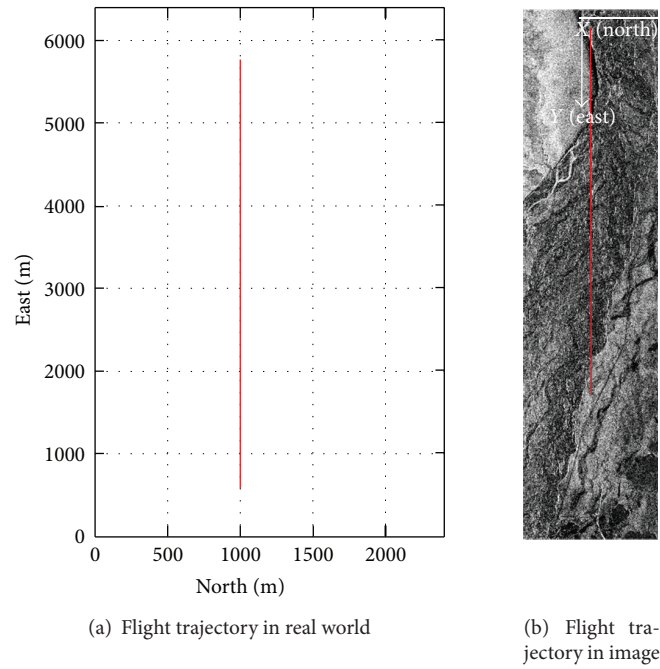 6000
5000
4000
3000
2000
1000
0
East (m)
0 500 1000 1500 2000
North (m)
(a) Flight trajectory in real world
X (north)
Y (east)
(b) Flight tra-
jectory in image